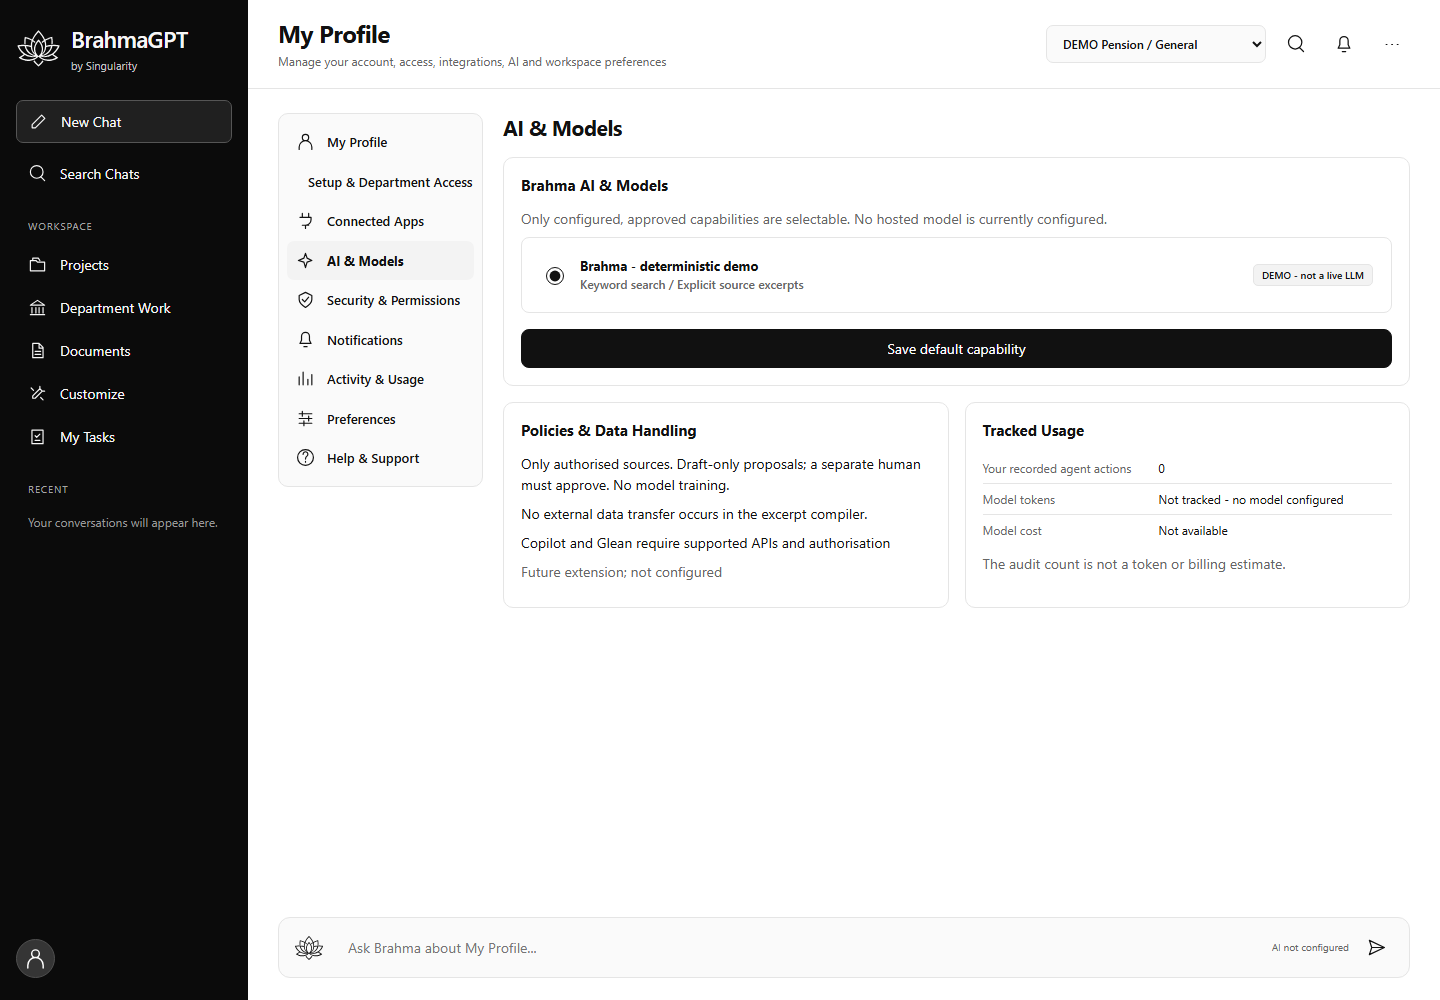 BrahmaGPT
by Singularity
New Chat
Search Chats
WORKSPACE
Projects
Department Work
Documents
Customize
My Tasks
RECENT
Your conversations will appear here.
My Profile
Manage your account, access, integrations, AI and workspace preferences
DEMO Pension / General
My Profile
Setup & Department Access
Connected Apps
AI & Models
Security & Permissions
Notifications
Activity & Usage
Preferences
Help & Support
AI & Models
Brahma AI & Models
Only configured, approved capabilities are selectable. No hosted model is currently configured.
Brahma - deterministic demo
Keyword search / Explicit source excerpts
DEMO - not a live LLM
Save default capability
Policies & Data Handling
Only authorised sources. Draft-only proposals; a separate human
must approve. No model training.
No external data transfer occurs in the excerpt compiler.
Copilot and Glean require supported APIs and authorisation
Future extension; not configured
Tracked Usage
Your recorded agent actions 0
Model tokens Not tracked - no model configured
Model cost Not available
The audit count is not a token or billing estimate.
Ask Brahma about My Profile...
AI not configured